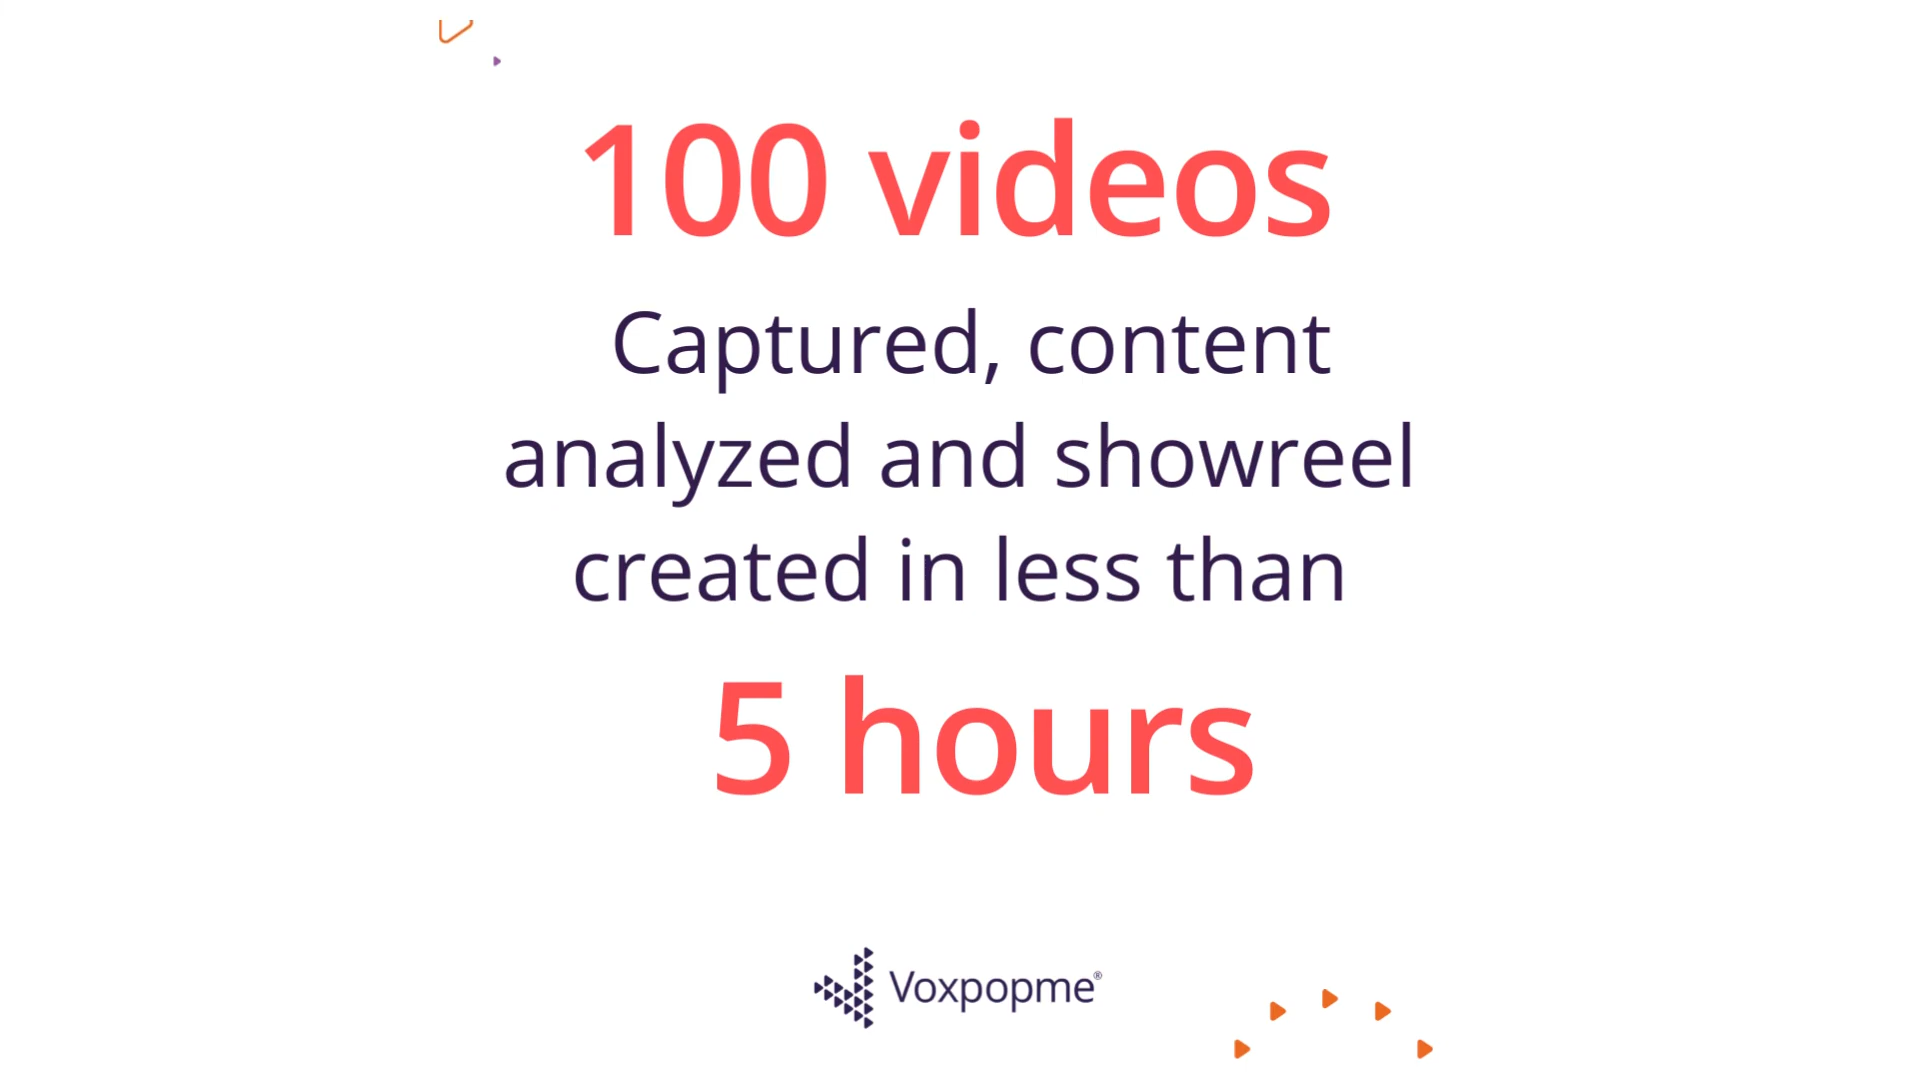 100 videos
Captured, content
analyzed and showreel
created in less than
5 hours
Voxpopme®